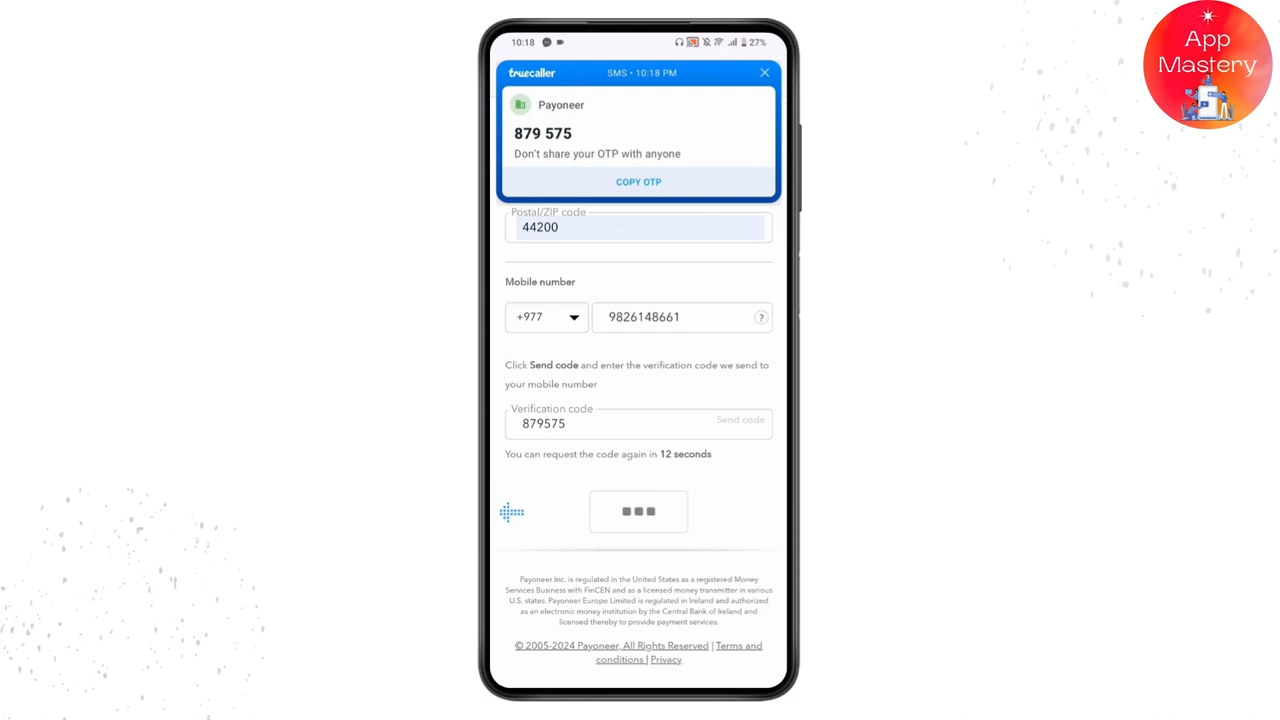 App
Mastery
10:18
27%
truecaller
SMS • 10:18 PM
Payoneer
879 575
Don't share your OTP with anyone
COPY OTP
Postal/ZIP code
44200
Mobile number
+977
9826148661
?
Click Send code and enter the verification code we send to
your mobile number
Verification code
879575
Send code
You can request the code again in 12 seconds
Payoneer Inc. is regulated in the United States as a registered Money
Services Business with FinCEN and as a licensed money transmitter in various
U.S. states. Payoneer Europe Limited is regulated in Ireland and authorized
as an electronic money institution by the Central Bank of Ireland and
licensed thereby to provide payment services.
© 2005-2024 Payoneer, All Rights Reserved | Terms and
conditions | Privacy